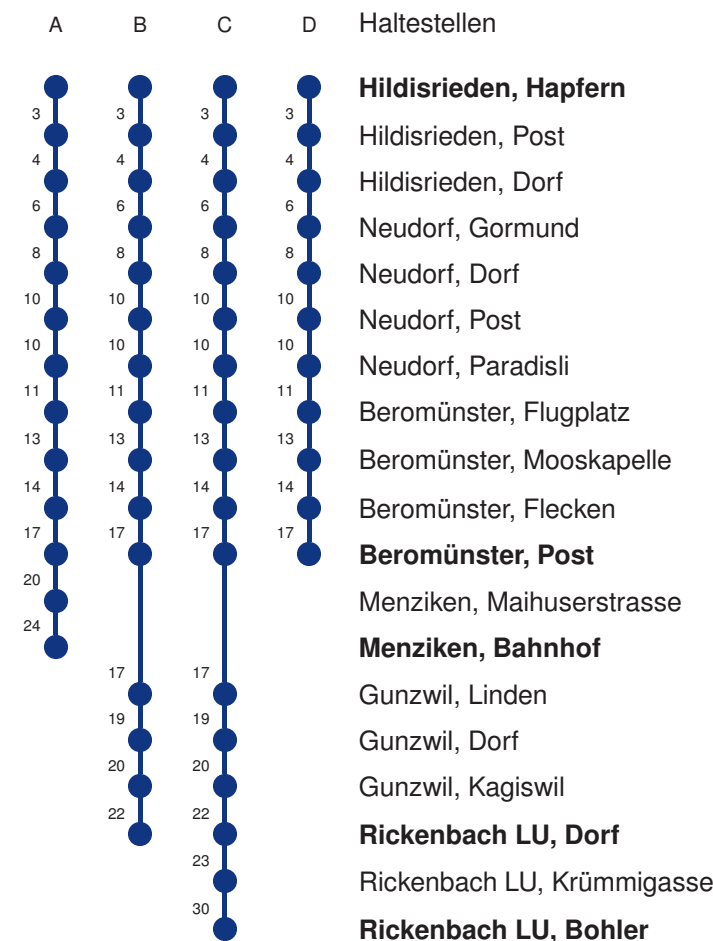 A B C D Haltestellen
Hildisrieden, Hapfern
3 3 3 3
Hildisrieden, Post
4 4 4 4
Hildisrieden, Dorf
6 6 6 6
Neudorf, Gormund
8 8 8 8
Neudorf, Dorf
10 10 10 10
Neudorf, Post
10 10 10 10
Neudorf, Paradisli
11 11 11 11
Beromünster, Flugplatz
13 13 13 13
Beromünster, Mooskapelle
14 14 14 14
Beromünster, Flecken
17 17 17 17
Beromünster, Post
20
Menziken, Maihuserstrasse
24
Menziken, Bahnhof
17 17
Gunzwil, Linden
19 19
Gunzwil, Dorf
20 20
Gunzwil, Kagiswil
22 22
Rickenbach LU, Dorf
23
Rickenbach LU, Krümmigasse
30
Rickenbach LU, Bohler